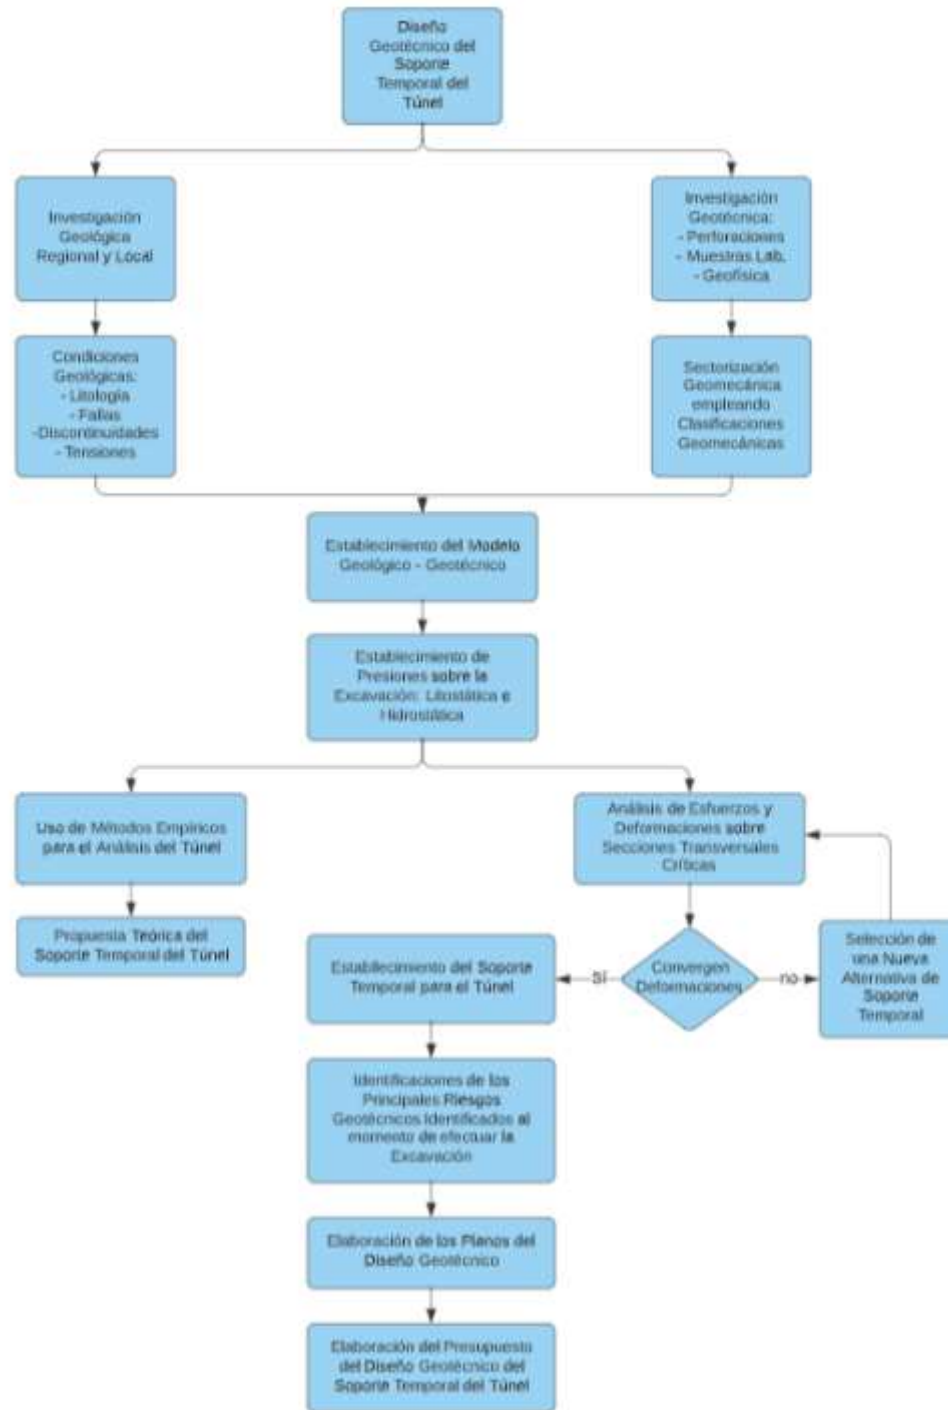 Diseño
Geotécnico del
Soporte
Temporal del
Túnel
Investigación
Geológica
Regional y Local
Investigación
Geotécnica:
- Perforaciones
- Muestras Lab.
- Geofísica
Condiciones
Geológicas:
- Litología
- Fallas
-Discontinuidades
- Tensiones
Sectorización
Geomecánica
empleando
Clasificaciones
Geomecánicas
Establecimiento del Modelo
Geológico - Geotécnico
Establecimiento de
Presiones sobre la
Excavación: Litostática e
Hidrostática
Uso de Métodos Empíricos
para el Análisis del Túnel
Análisis de Esfuerzos y
Deformaciones sobre
Secciones Transversales
Críticas
Propuesta Teórica del
Soporte Temporal del Túnel
Establecimiento del Soporte
Temporal para el Túnel
Sí
Convergen
Deformaciones
no
Selección de
una Nueva
Alternativa de
Soporte
Temporal
Identificaciones de los
Principales Riesgos
Geotécnicos Identificados al
momento de efectuar la
Excavación
Elaboración de los Planos del
Diseño Geotécnico
Elaboración del Presupuesto
del Diseño Geotécnico del
Soporte Temporal del Túnel